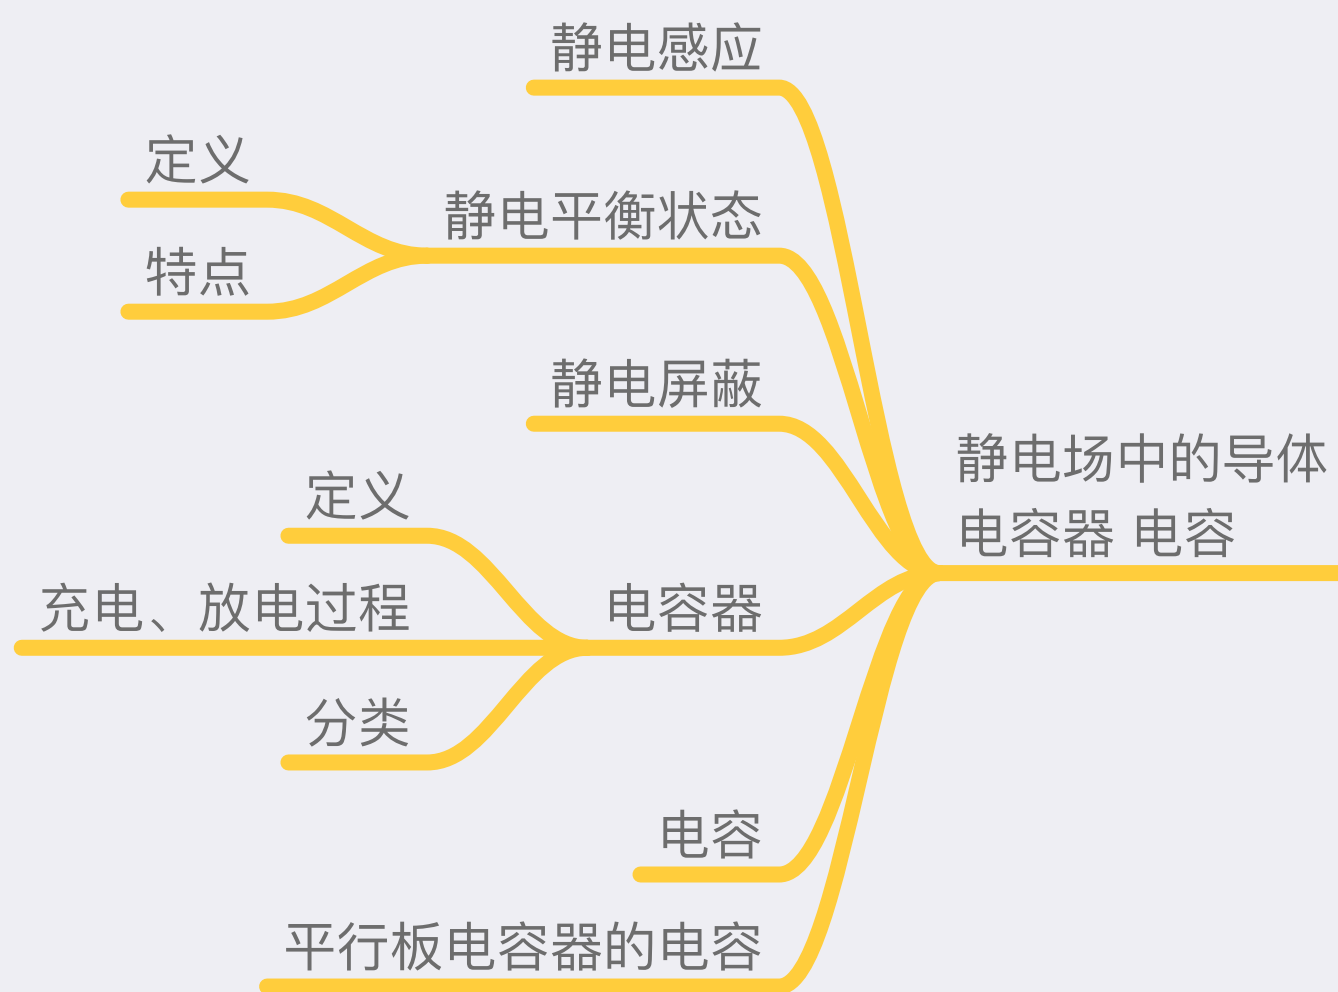 静电感应
定义
静电平衡状态
特点
静电屏蔽
静电场中的导体
电容器 电容
定义
充电、放电过程
电容器
分类
电容
平行板电容器的电容